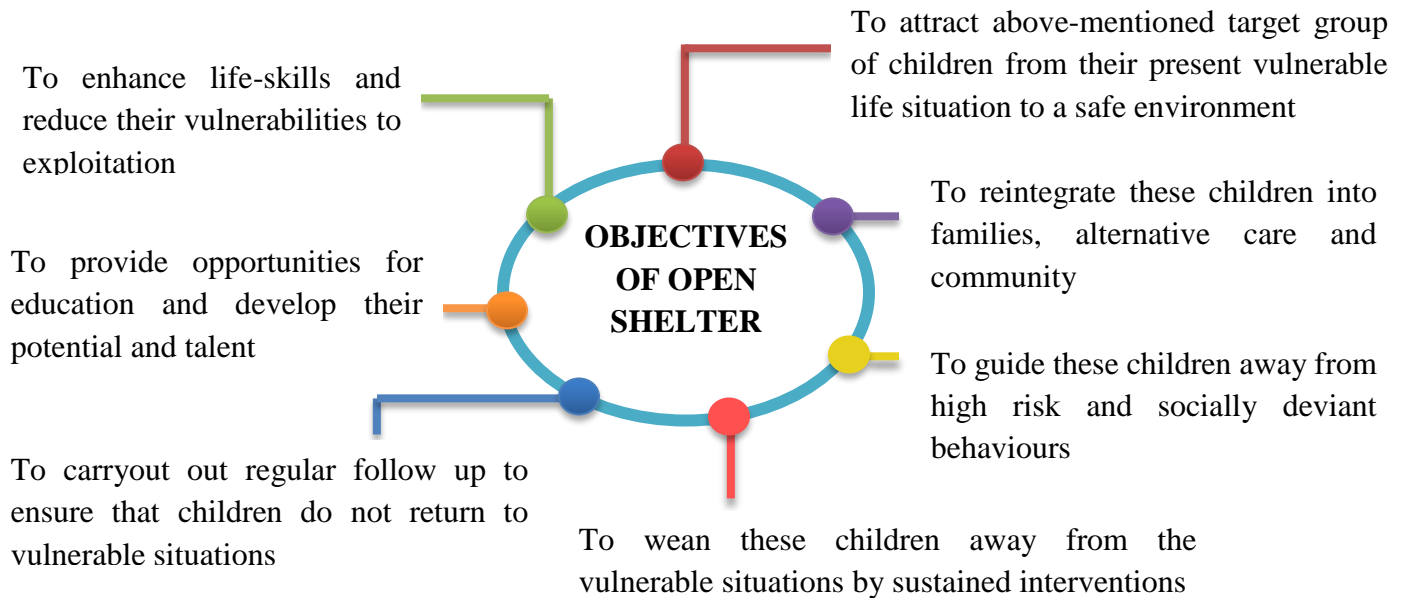 To attract above-mentioned target group
of children from their present vulnerable
life situation to a safe environment
To enhance life-skills and
reduce their vulnerabilities to
exploitation
To reintegrate these children into
families, alternative care and
community
OBJECTIVES
OF OPEN
SHELTER
To provide opportunities for
education and develop their
potential and talent
To guide these children away from
high risk and socially deviant
behaviours
To carryout out regular follow up to
ensure that children do not return to
vulnerable situations
To wean these children away from the
vulnerable situations by sustained interventions